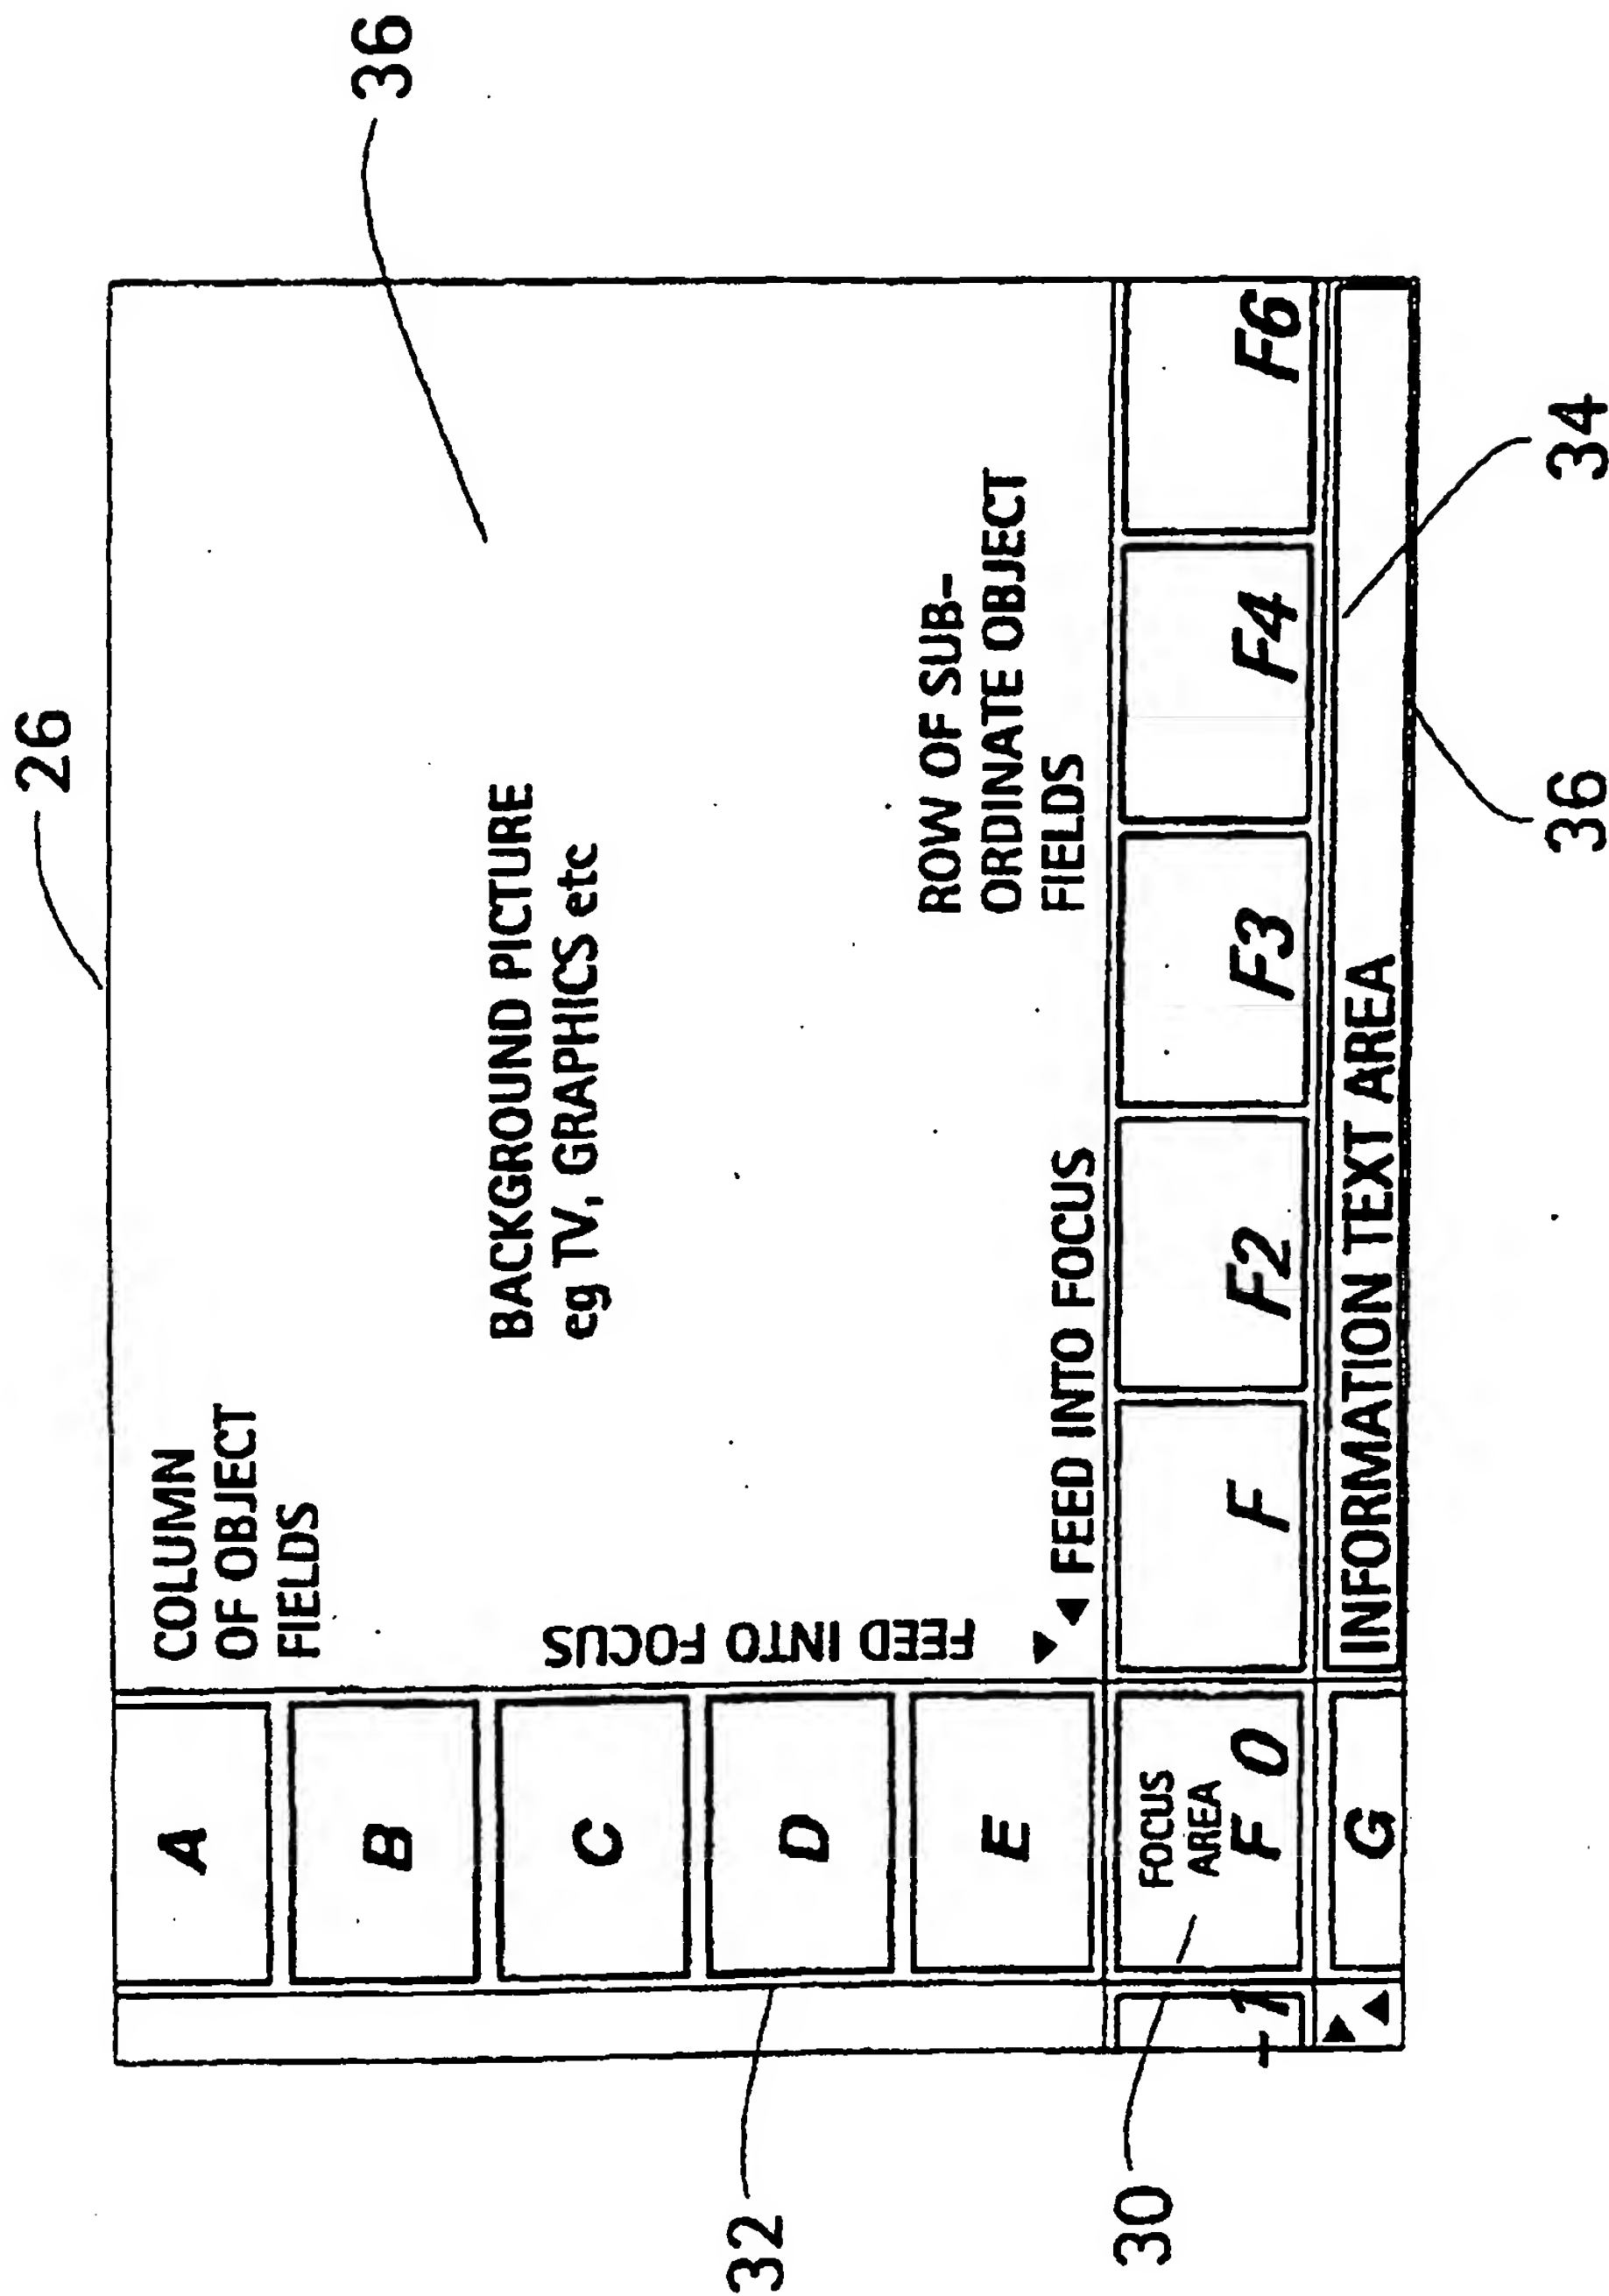 26
36
COLUMN
OF OBJECT
FIELDS
BACKGROUND PICTURE
eg TV, GRAPHICS etc
ROW OF SUB-
ORDINATE OBJECT
FIELDS
FEED INTO FOCUS
◀ FEED INTO FOCUS
A
B
C
D
E
FOCUS
AREA
F 0
-1
F
F2
F3
F4
F6
G
INFORMATION TEXT AREA
32
30
36
34